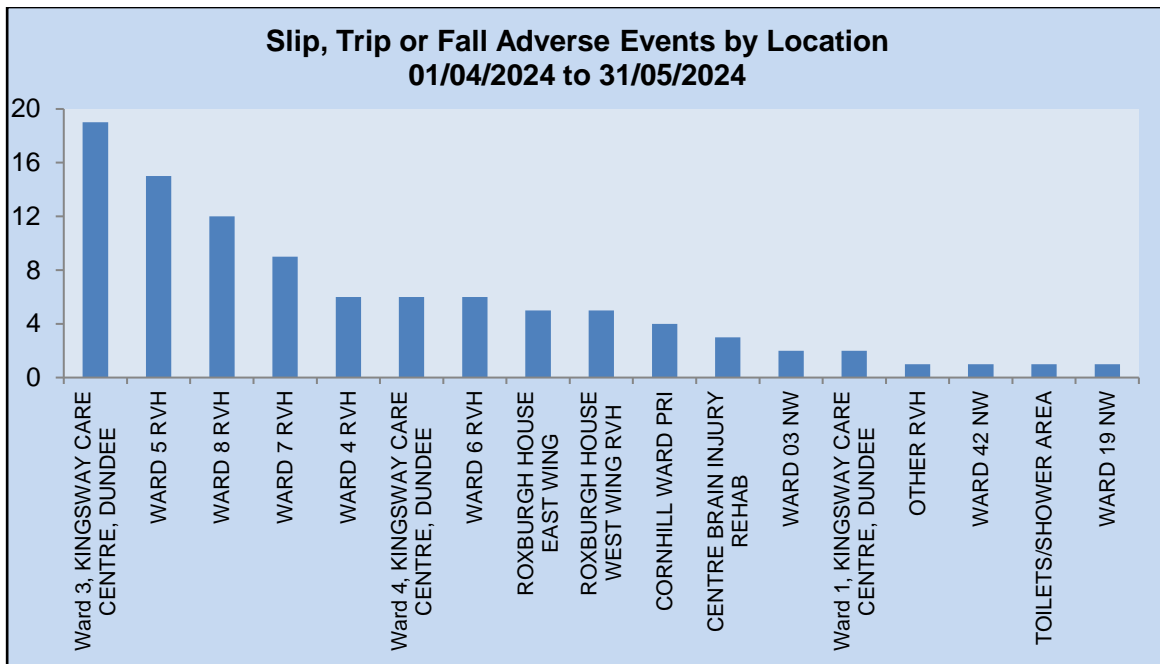 Slip, Trip or Fall Adverse Events by Location
01/04/2024 to 31/05/2024
20
16
12
8
4
0
Ward 3, KINGSWAY CARE
CENTRE, DUNDEE
WARD 5 RVH
WARD 8 RVH
WARD 7 RVH
WARD 4 RVH
Ward 4, KINGSWAY CARE
CENTRE, DUNDEE
WARD 6 RVH
ROXBURGH HOUSE
EAST WING
ROXBURGH HOUSE
WEST WING RVH
CORNHILL WARD PRI
CENTRE BRAIN INJURY
REHAB
WARD 03 NW
Ward 1, KINGSWAY CARE
CENTRE, DUNDEE
OTHER RVH
WARD 42 NW
TOILETS/SHOWER AREA
WARD 19 NW